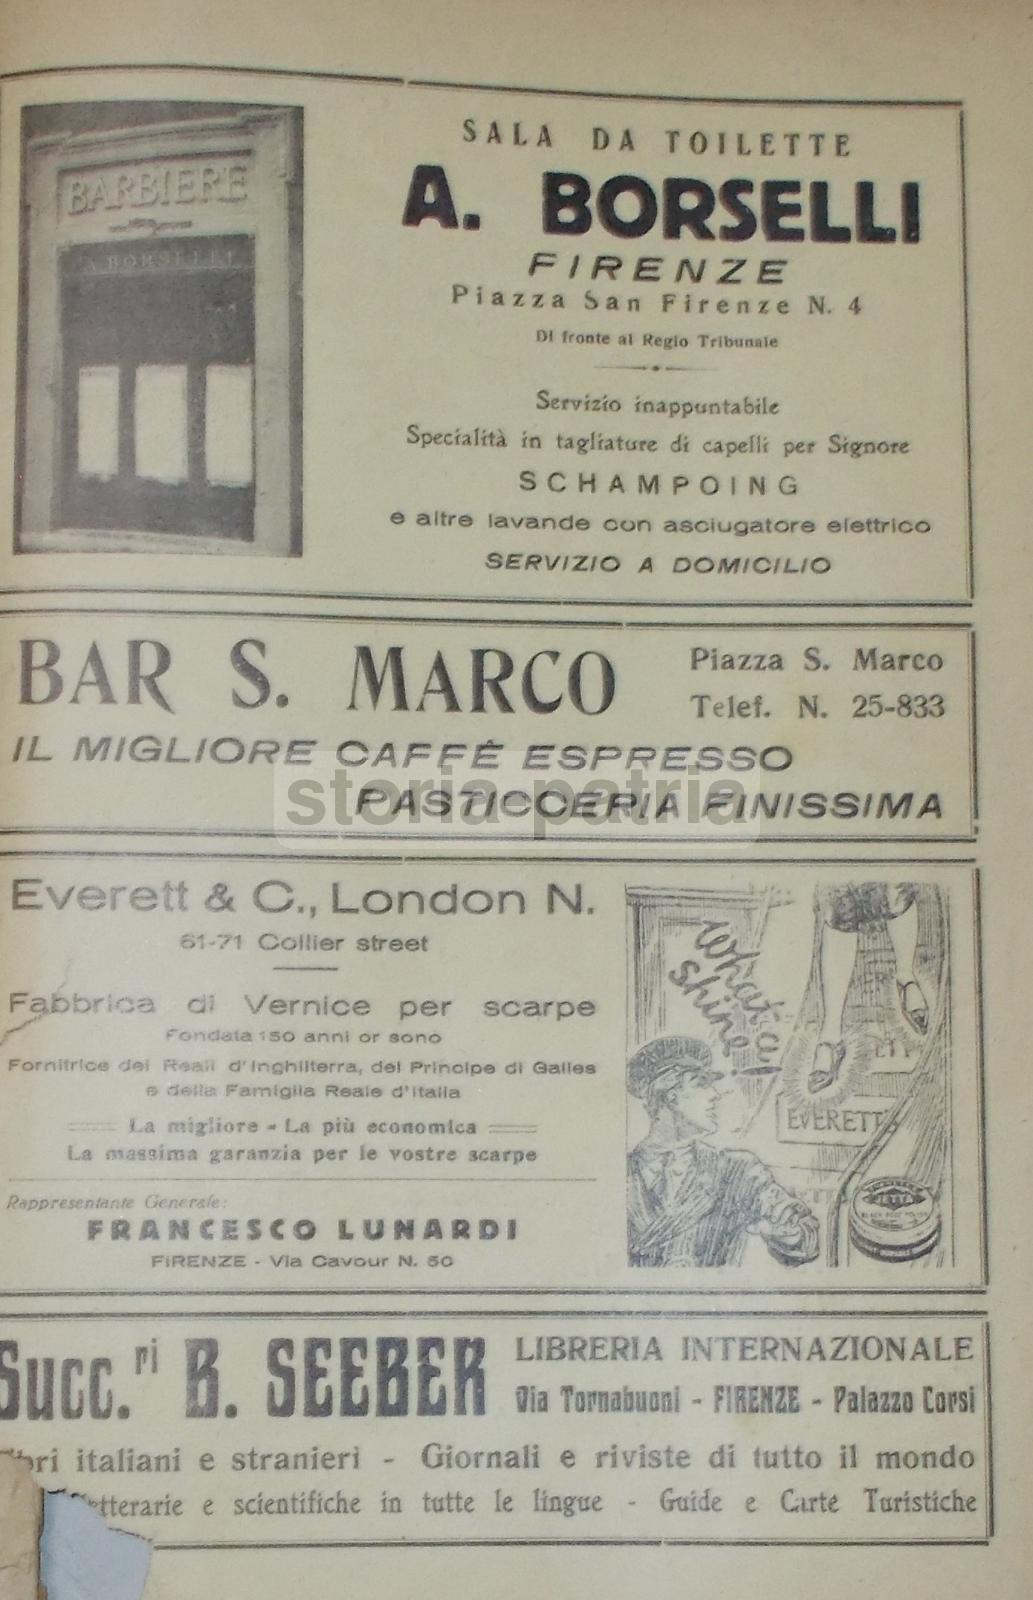 BARBIERE
A BORSELLI
SALA DA TOILETTE
A. BORSELLI
FIRENZE
Piazza San Firenze N. 4
Di fronte al Regio Tribunale
Servizio inappuntabile
Specialità in tagliature di capelli per Signore
SCHAMPOING
e altre lavande con asciugatore elettrico
SERVIZIO A DOMICILIO
BAR S. MARCO
Piazza S. Marco
Telef. N. 25-833
IL MIGLIORE CAFFÈ ESPRESSO
PASTICCERIA FINISSIMA
storia-patria
Everett & C., London N.
61-71 Collier street
Fabbrica di Vernice per scarpe
Fondata 150 anni or sono
Fornitrice dei Reali d'Inghilterra, del Principe di Galles
e della Famiglia Reale d'Italia
La migliore - La più economica
La massima garanzia per le vostre scarpe
Rappresentante Generale:
FRANCESCO LUNARDI
FIRENZE - Via Cavour N. 50
What a
shine!
EVERETT'S
JETTA
Succ.ri B. SEEBER
LIBRERIA INTERNAZIONALE
Via Tornabuoni - FIRENZE - Palazzo Corsi
italiani e stranieri - Giornali e riviste di tutto il mondo
e scientifiche in tutte le lingue - Guide e Carte Turistiche